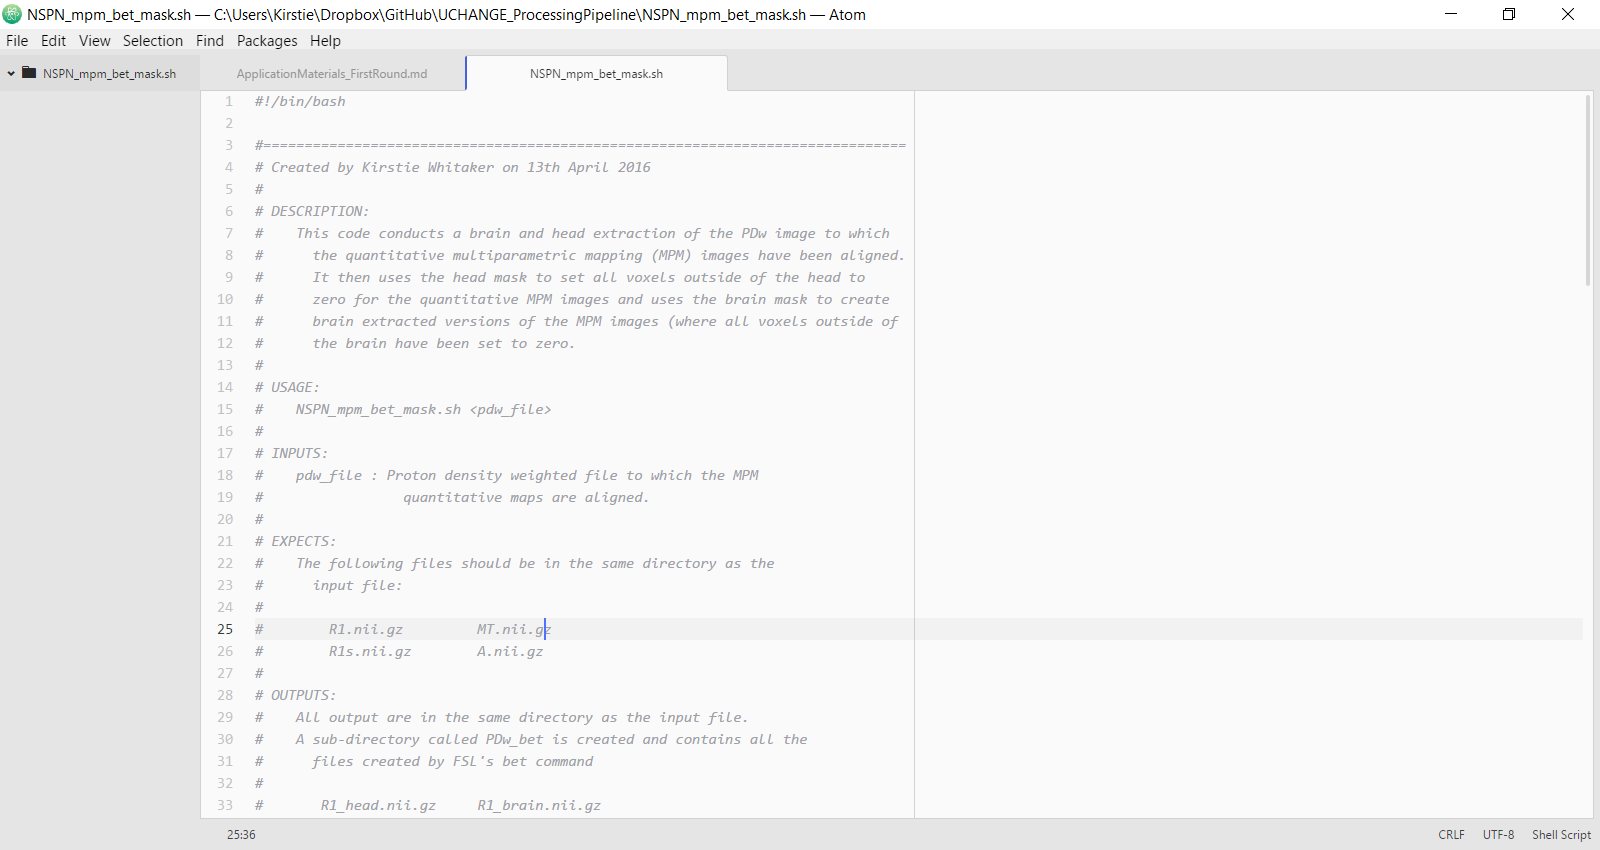 NSPN_mpm_bet_mask.sh — C:\Users\Kirstie\Dropbox\GitHub\UCHANGE_ProcessingPipeline\NSPN_mpm_bet_mask.sh — Atom
File Edit View Selection Find Packages Help
NSPN_mpm_bet_mask.sh
ApplicationMaterials_FirstRound.md
NSPN_mpm_bet_mask.sh
1 #!/bin/bash
2
3 #==============================================================================
4 # Created by Kirstie Whitaker on 13th April 2016
5 #
6 # DESCRIPTION:
7 #    This code conducts a brain and head extraction of the PDw image to which
8 #      the quantitative multiparametric mapping (MPM) images have been aligned.
9 #      It then uses the head mask to set all voxels outside of the head to
10 #      zero for the quantitative MPM images and uses the brain mask to create
11 #      brain extracted versions of the MPM images (where all voxels outside of
12 #      the brain have been set to zero.
13 #
14 # USAGE:
15 #    NSPN_mpm_bet_mask.sh <pdw_file>
16 #
17 # INPUTS:
18 #    pdw_file : Proton density weighted file to which the MPM
19 #                 quantitative maps are aligned.
20 #
21 # EXPECTS:
22 #    The following files should be in the same directory as the
23 #      input file:
24 #
25 #        R1.nii.gz         MT.nii.gz
26 #        R1s.nii.gz        A.nii.gz
27 #
28 # OUTPUTS:
29 #    All output are in the same directory as the input file.
30 #    A sub-directory called PDw_bet is created and contains all the
31 #      files created by FSL's bet command
32 #
33 #       R1_head.nii.gz     R1_brain.nii.gz
25:36
CRLF UTF-8 Shell Script